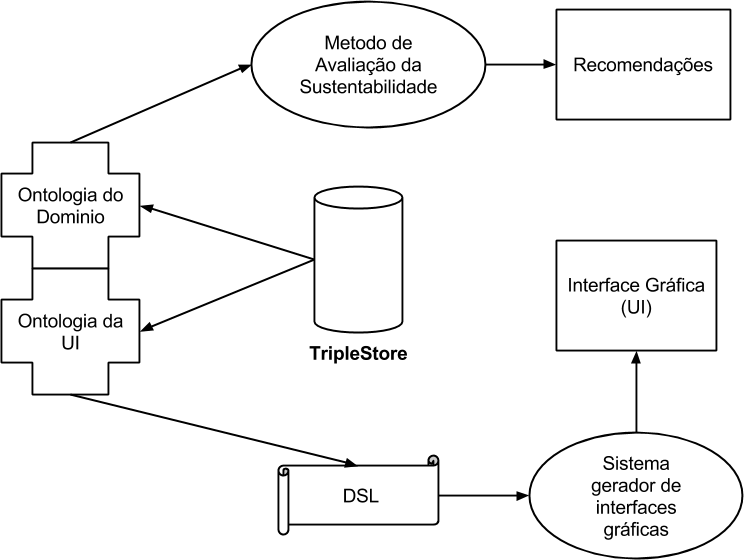 Metodo de
Avaliação da
Sustentabilidade
Recomendações
Ontologia do
Dominio
Ontologia da
UI
TripleStore
Interface Gráfica
(UI)
DSL
Sistema
gerador de
interfaces
gráficas